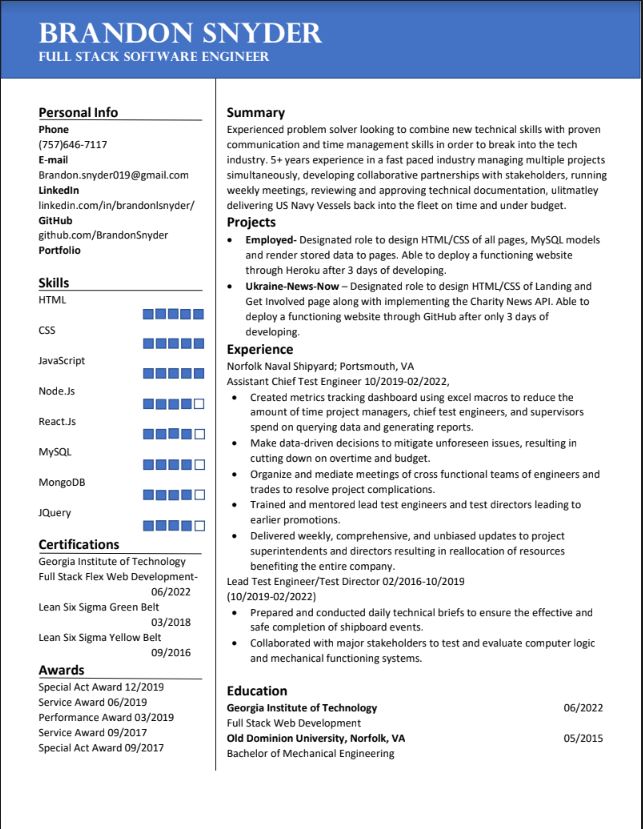 BRANDON SNYDER
FULL STACK SOFTWARE ENGINEER
Personal Info
Phone
(757)646-7117
E-mail
Brandon.snyder019@gmail.com
LinkedIn
linkedin.com/in/brandonlsnyder/
GitHub
github.com/BrandonSnyder
Portfolio
Skills
HTML
CSS
JavaScript
Node.Js
React.Js
MySQL
MongoDB
JQuery
Certifications
Georgia Institute of Technology
Full Stack Flex Web Development-
06/2022
Lean Six Sigma Green Belt
03/2018
Lean Six Sigma Yellow Belt
09/2016
Awards
Special Act Award 12/2019
Service Award 06/2019
Performance Award 03/2019
Service Award 09/2017
Special Act Award 09/2017
Summary
Experienced problem solver looking to combine new technical skills with proven
communication and time management skills in order to break into the tech
industry. 5+ years experience in a fast paced industry managing multiple projects
simultaneously, developing collaborative partnerships with stakeholders, running
weekly meetings, reviewing and approving technical documentation, ulitmatley
delivering US Navy Vessels back into the fleet on time and under budget.
Projects
• Employed- Designated role to design HTML/CSS of all pages, MySQL models
and render stored data to pages. Able to deploy a functioning website
through Heroku after 3 days of developing.
• Ukraine-News-Now – Designated role to design HTML/CSS of Landing and
Get Involved page along with implementing the Charity News API. Able to
deploy a functioning website through GitHub after only 3 days of
developing.
Experience
Norfolk Naval Shipyard; Portsmouth, VA
Assistant Chief Test Engineer 10/2019-02/2022,
• Created metrics tracking dashboard using excel macros to reduce the
amount of time project managers, chief test engineers, and supervisors
spend on querying data and generating reports.
• Make data-driven decisions to mitigate unforeseen issues, resulting in
cutting down on overtime and budget.
• Organize and mediate meetings of cross functional teams of engineers and
trades to resolve project complications.
• Trained and mentored lead test engineers and test directors leading to
earlier promotions.
• Delivered weekly, comprehensive, and unbiased updates to project
superintendents and directors resulting in reallocation of resources
benefiting the entire company.
Lead Test Engineer/Test Director 02/2016-10/2019
(10/2019-02/2022)
• Prepared and conducted daily technical briefs to ensure the effective and
safe completion of shipboard events.
• Collaborated with major stakeholders to test and evaluate computer logic
and mechanical functioning systems.
Education
Georgia Institute of Technology 06/2022
Full Stack Web Development
Old Dominion University, Norfolk, VA 05/2015
Bachelor of Mechanical Engineering